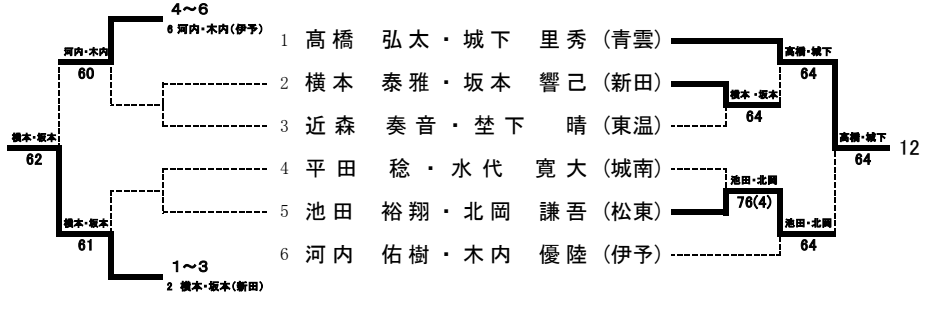 4～6
6 河内・木内(伊予)
河内・木内
60
横本・坂本
62
横本・坂本
61
1～3
2 横本・坂本(新田)
1 髙橋 弘太・城下 里秀 (青雲)
2 横本 泰雅・坂本 響己 (新田)
3 近森 奏音・埜下 晴 (東温)
4 平田 稔・水代 寛大 (城南)
5 池田 裕翔・北岡 謙吾 (松東)
6 河内 佑樹・木内 優陸 (伊予)
髙橋・城下
64
横本・坂本
64
髙橋・城下
64
12
池田・北岡
76(4)
池田・北岡
64